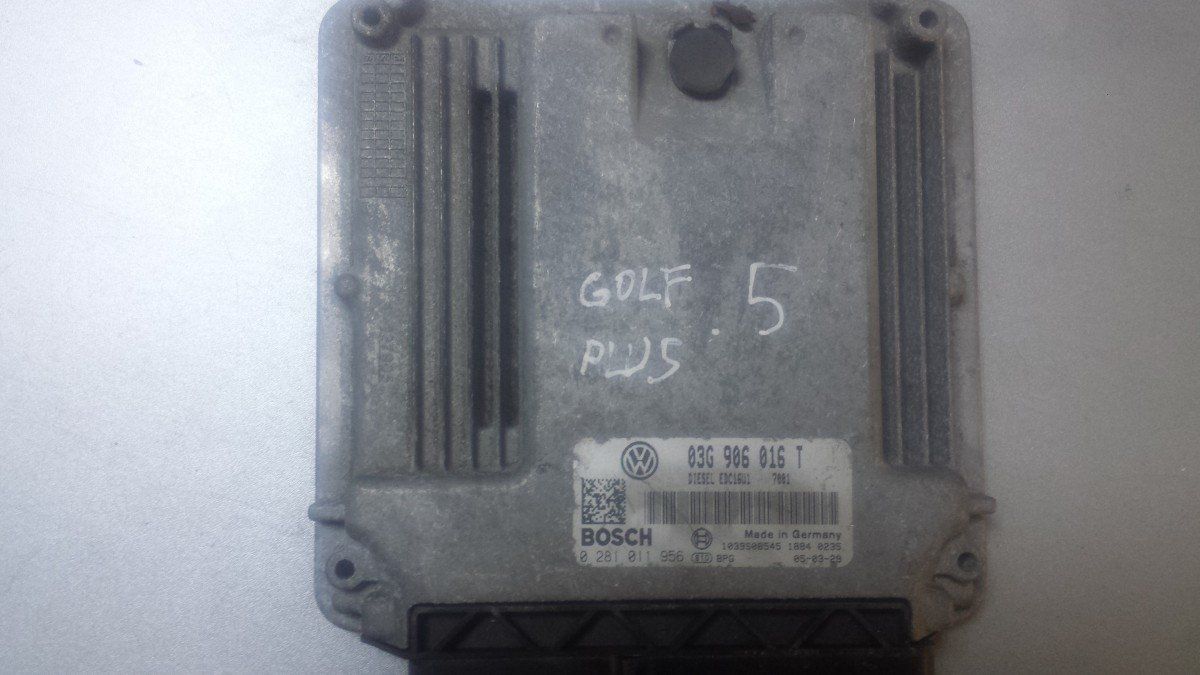 GOLF 5
PLUS
03G 906 016 T
DIESEL EDC16U1 7081
BOSCH
Made in Germany
1039S08545 1884 0235
0 281 011 956 BPG 05-03-29